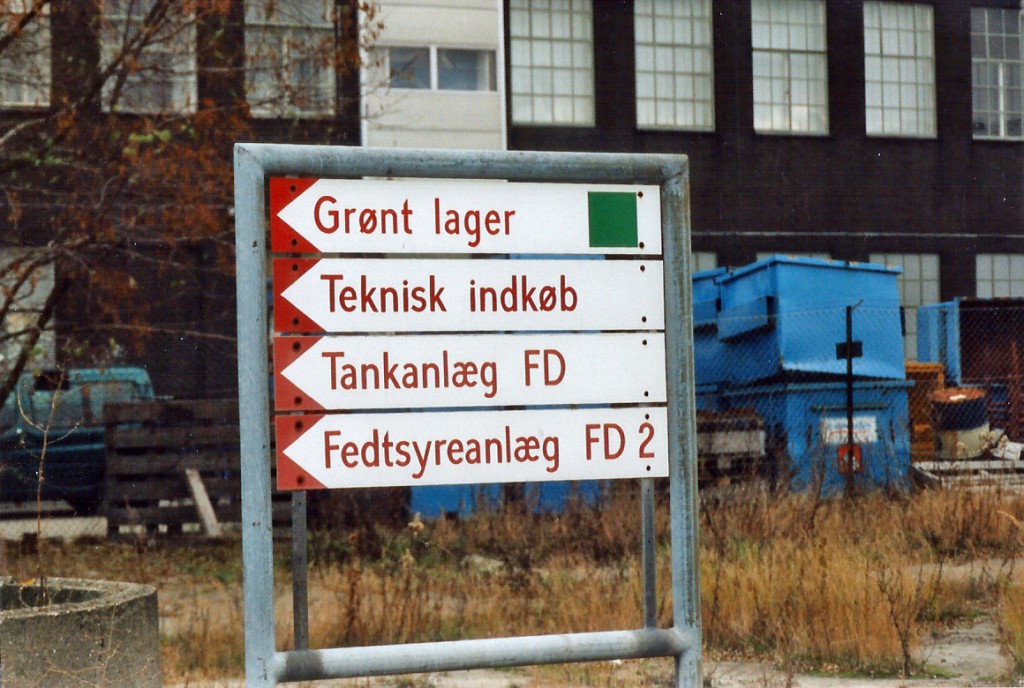 Grønt lager
Teknisk indkøb
Tankanlæg FD
Fedtsyreanlæg FD 2